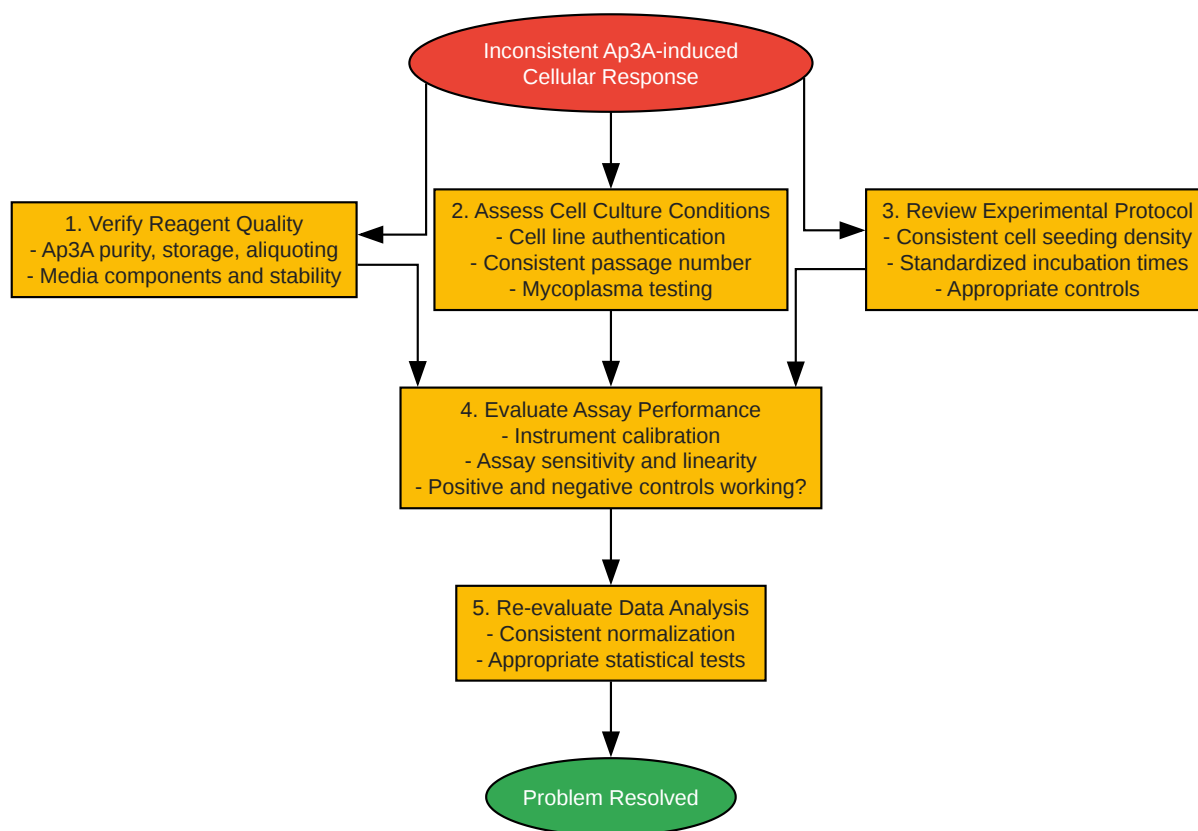 Inconsistent Ap3A-induced
Cellular Response
1. Verify Reagent Quality
- Ap3A purity, storage, aliquoting
- Media components and stability
2. Assess Cell Culture Conditions
- Cell line authentication
- Consistent passage number
- Mycoplasma testing
3. Review Experimental Protocol
- Consistent cell seeding density
- Standardized incubation times
- Appropriate controls
4. Evaluate Assay Performance
- Instrument calibration
- Assay sensitivity and linearity
- Positive and negative controls working?
5. Re-evaluate Data Analysis
- Consistent normalization
- Appropriate statistical tests
Problem Resolved